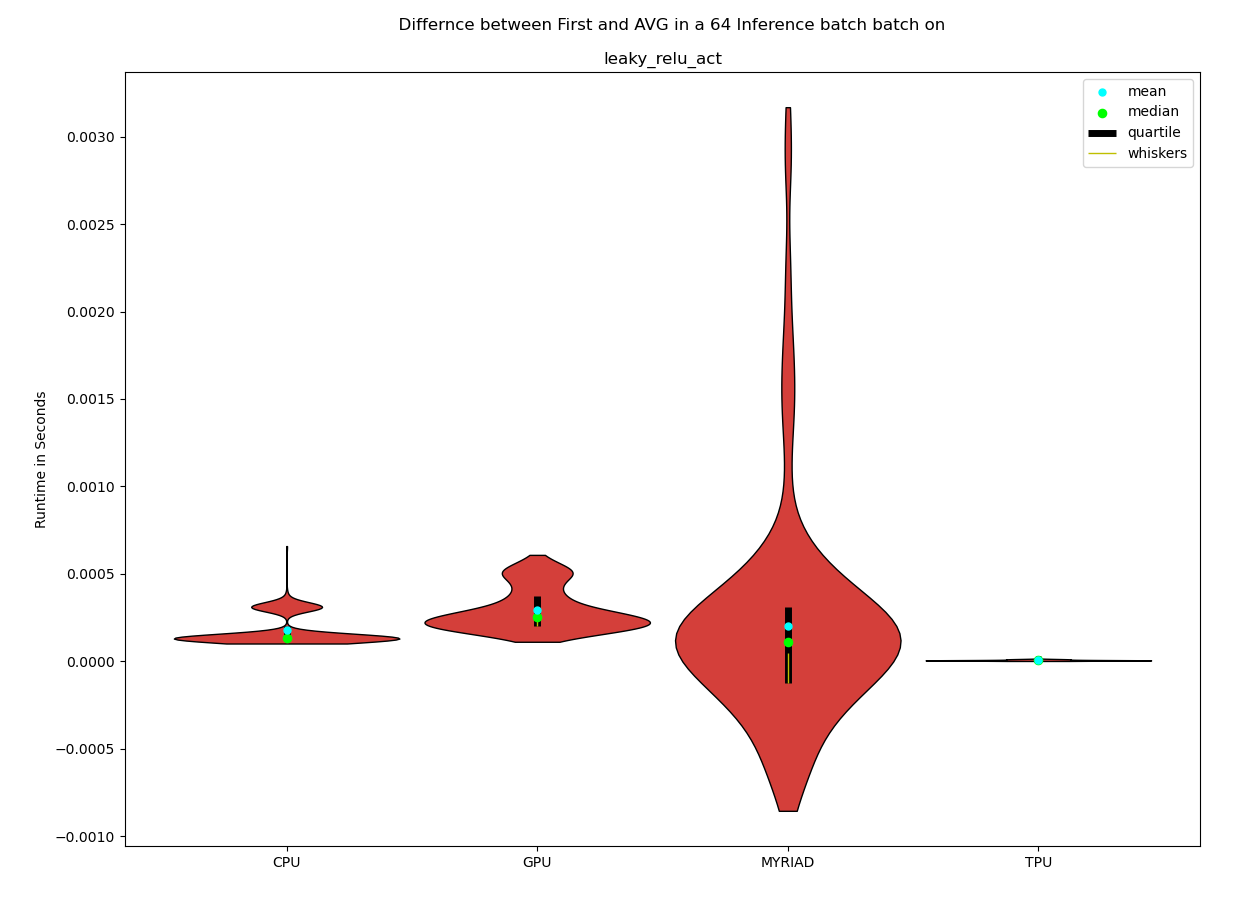 Differnce between First and AVG in a 64 Inference batch batch on
leaky_relu_act
mean
median
quartile
whiskers
Runtime in Seconds
0.0030
0.0025
0.0020
0.0015
0.0010
0.0005
0.0000
−0.0005
−0.0010
CPU GPU MYRIAD TPU